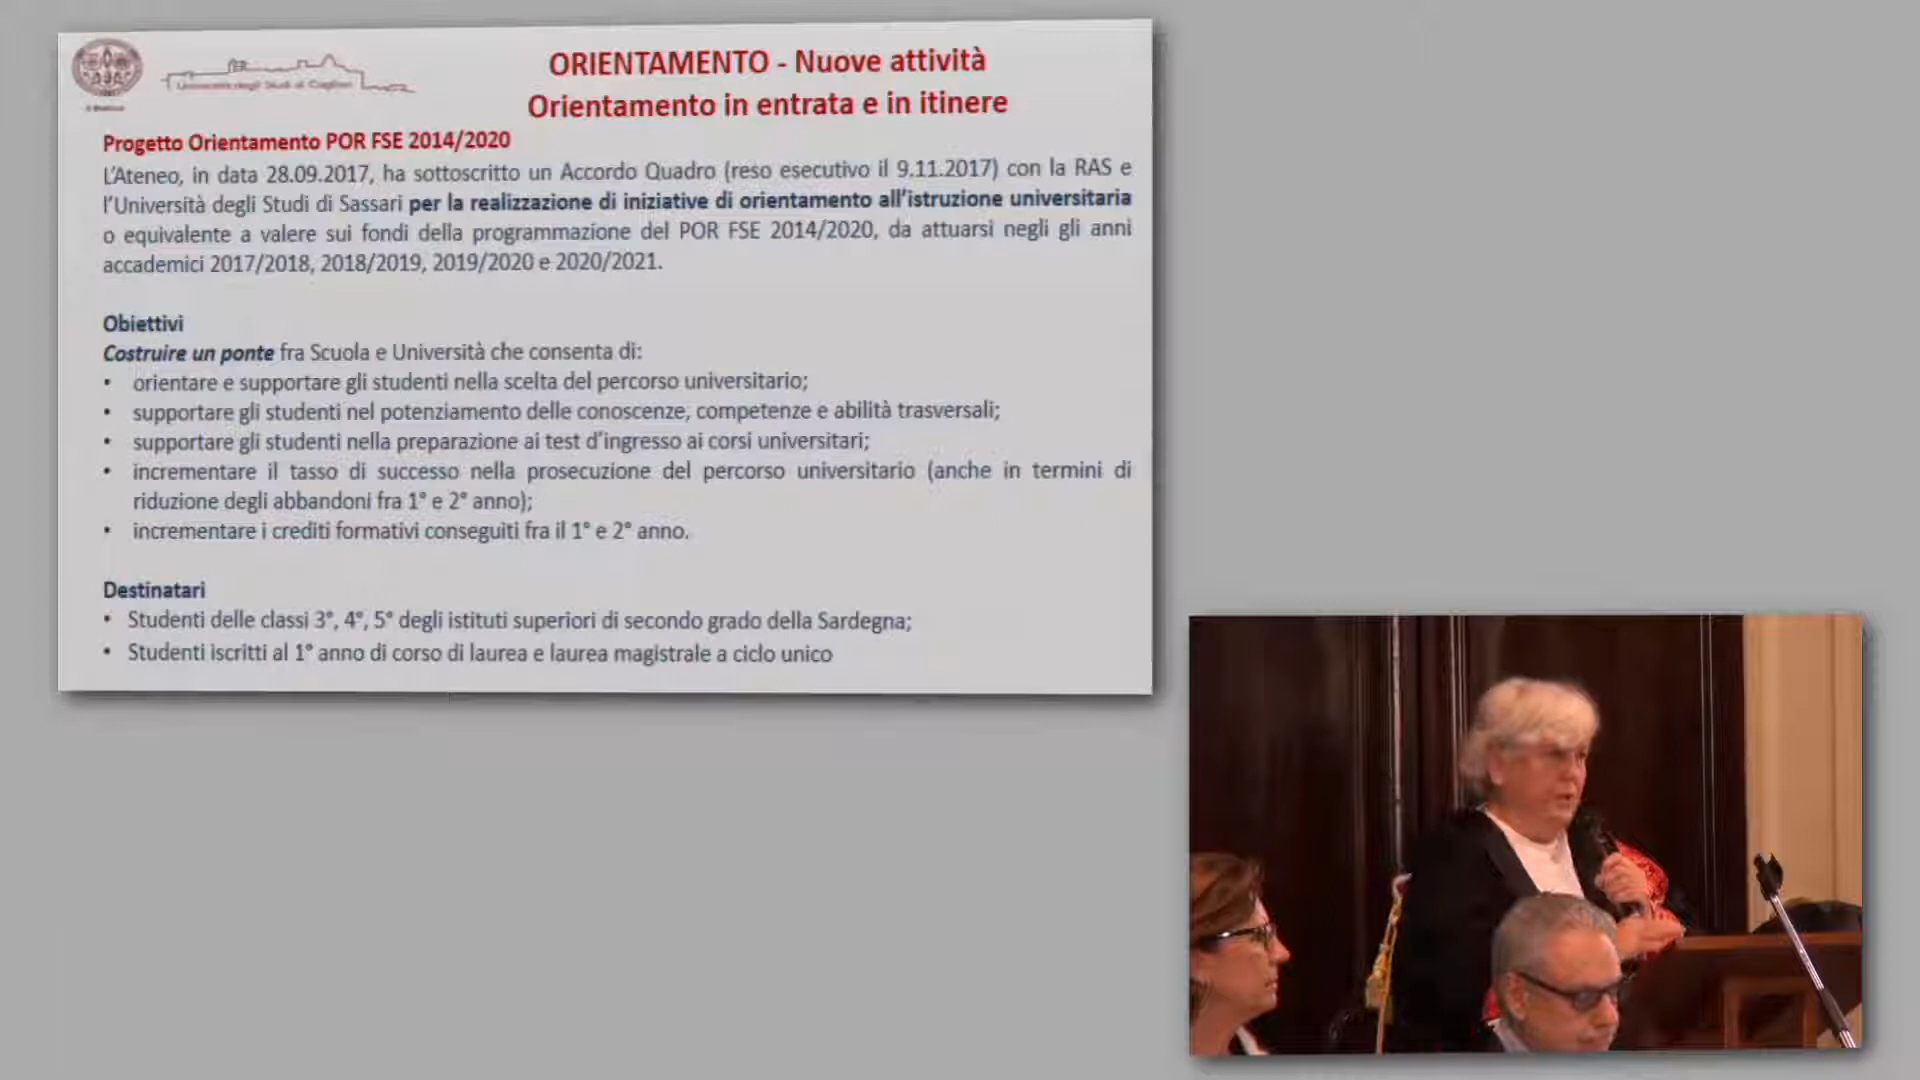 Università degli Studi di Cagliari
ORIENTAMENTO - Nuove attività
Orientamento in entrata e in itinere
Progetto Orientamento POR FSE 2014/2020
L'Ateneo, in data 28.09.2017, ha sottoscritto un Accordo Quadro (reso esecutivo il 9.11.2017) con la RAS e
l'Università degli Studi di Sassari per la realizzazione di iniziative di orientamento all'istruzione universitaria
o equivalente a valere sui fondi della programmazione del POR FSE 2014/2020, da attuarsi negli gli anni
accademici 2017/2018, 2018/2019, 2019/2020 e 2020/2021.
Obiettivi
Costruire un ponte fra Scuola e Università che consenta di:
• orientare e supportare gli studenti nella scelta del percorso universitario;
• supportare gli studenti nel potenziamento delle conoscenze, competenze e abilità trasversali;
• supportare gli studenti nella preparazione ai test d'ingresso ai corsi universitari;
• incrementare il tasso di successo nella prosecuzione del percorso universitario (anche in termini di
riduzione degli abbandoni fra 1° e 2° anno);
• incrementare i crediti formativi conseguiti fra il 1° e 2° anno.
Destinatari
• Studenti delle classi 3°, 4°, 5° degli istituti superiori di secondo grado della Sardegna;
• Studenti iscritti al 1° anno di corso di laurea e laurea magistrale a ciclo unico